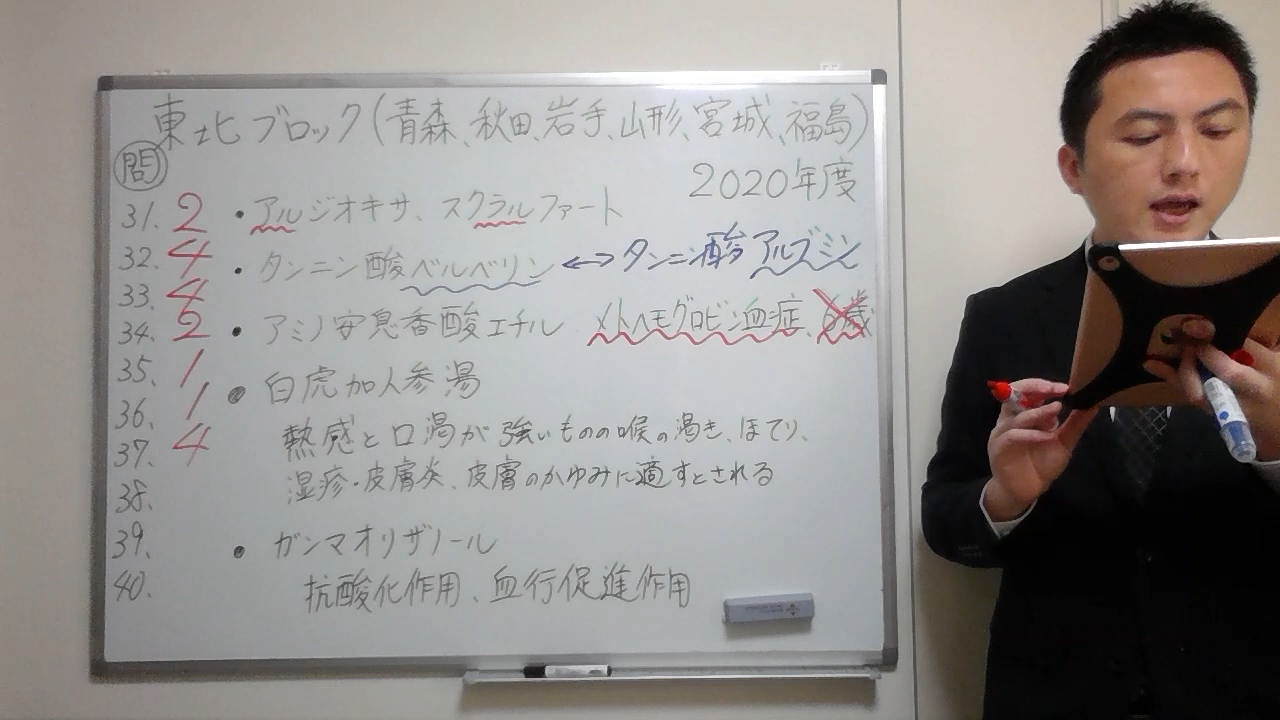 東北ブロック(青森、秋田、岩手、山形、宮城、福島)
2020年度
問
31. 2 ・アルジオキサ、スクラルファート
32. 4 ・タンニン酸ベルベリン ⟷ タンニン酸アルブミン
33. 4
34. 2 ・アミノ安息香酸エチル メトヘモグロビン血症、6歳
35. 1
36. 1 ・白虎加人参湯
37. 4 熱感と口渇が強いものの喉の渇き、ほてり、
38. 湿疹・皮膚炎、皮膚のかゆみに適すとされる
39. ・ガンマオリザノール
40. 抗酸化作用、血行促進作用